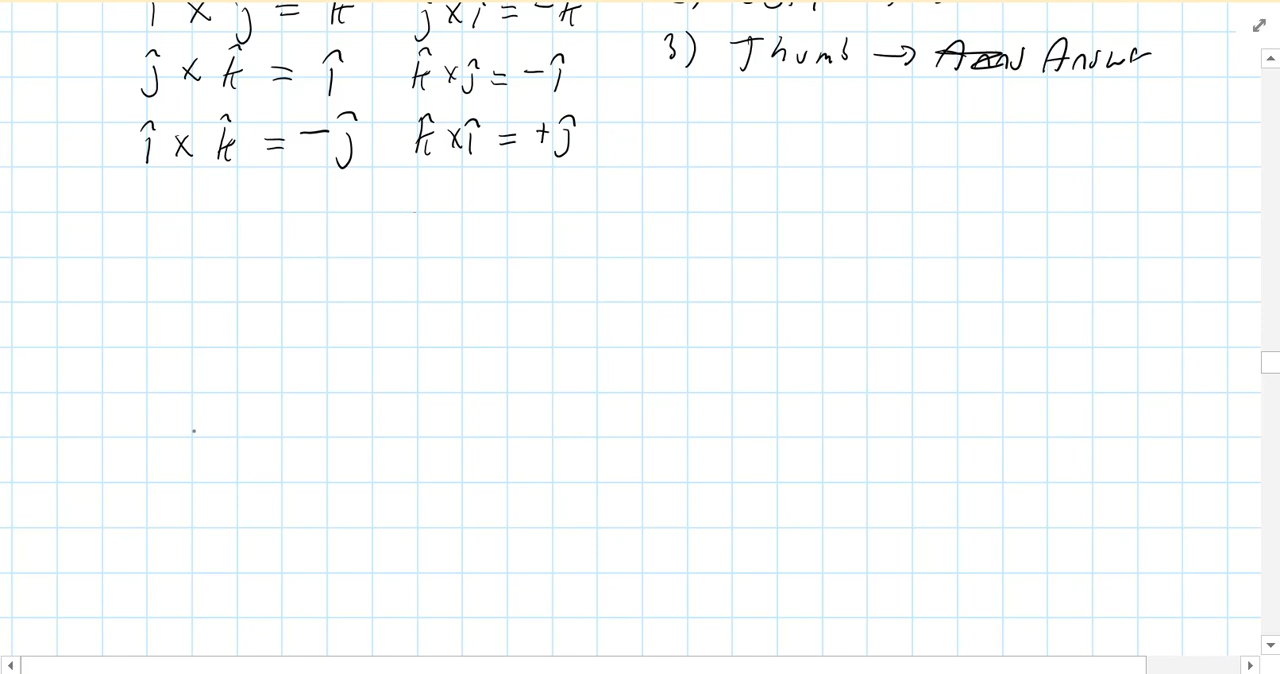 î × ĵ = k̂    ĵ × î = -k̂
ĵ × k̂ = î    k̂ × ĵ = -î
î × k̂ = -ĵ    k̂ × î = +ĵ
3) Thumb → Answer